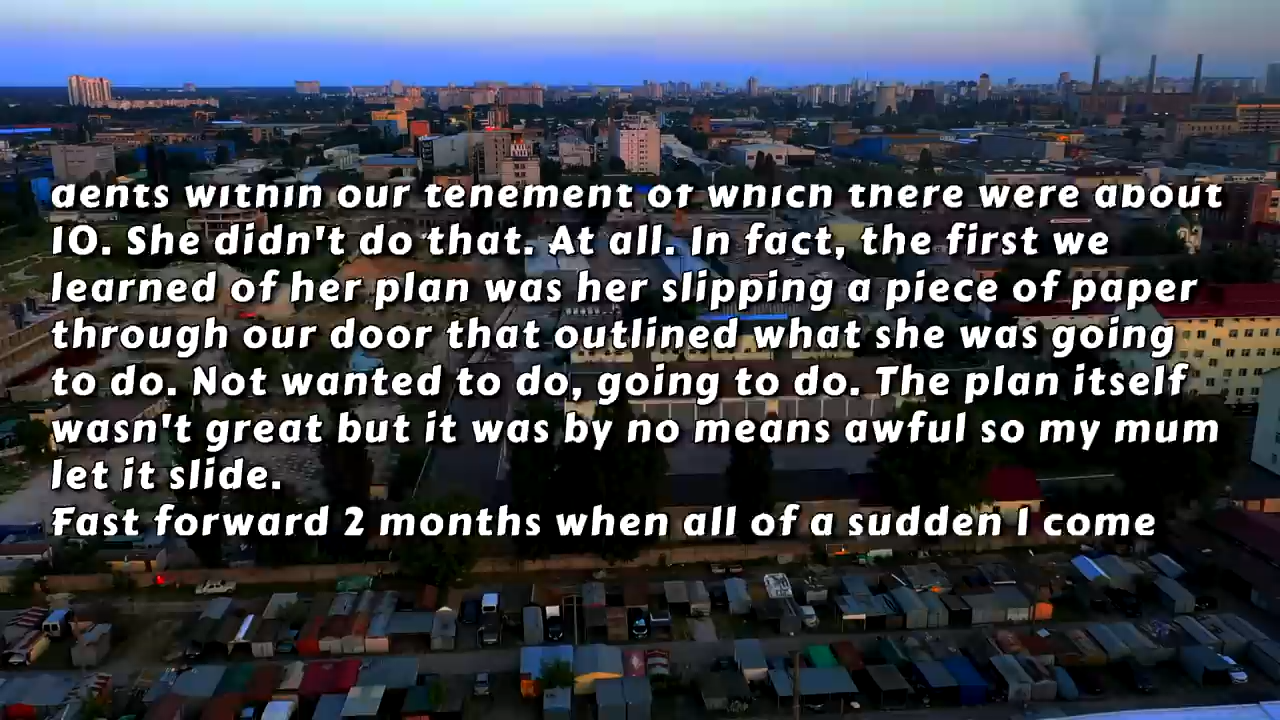 dents within our tenement of which there were about
10. She didn't do that. At all. In fact, the first we
learned of her plan was her slipping a piece of paper
through our door that outlined what she was going
to do. Not wanted to do, going to do. The plan itself
wasn't great but it was by no means awful so my mum
let it slide.
Fast forward 2 months when all of a sudden I come